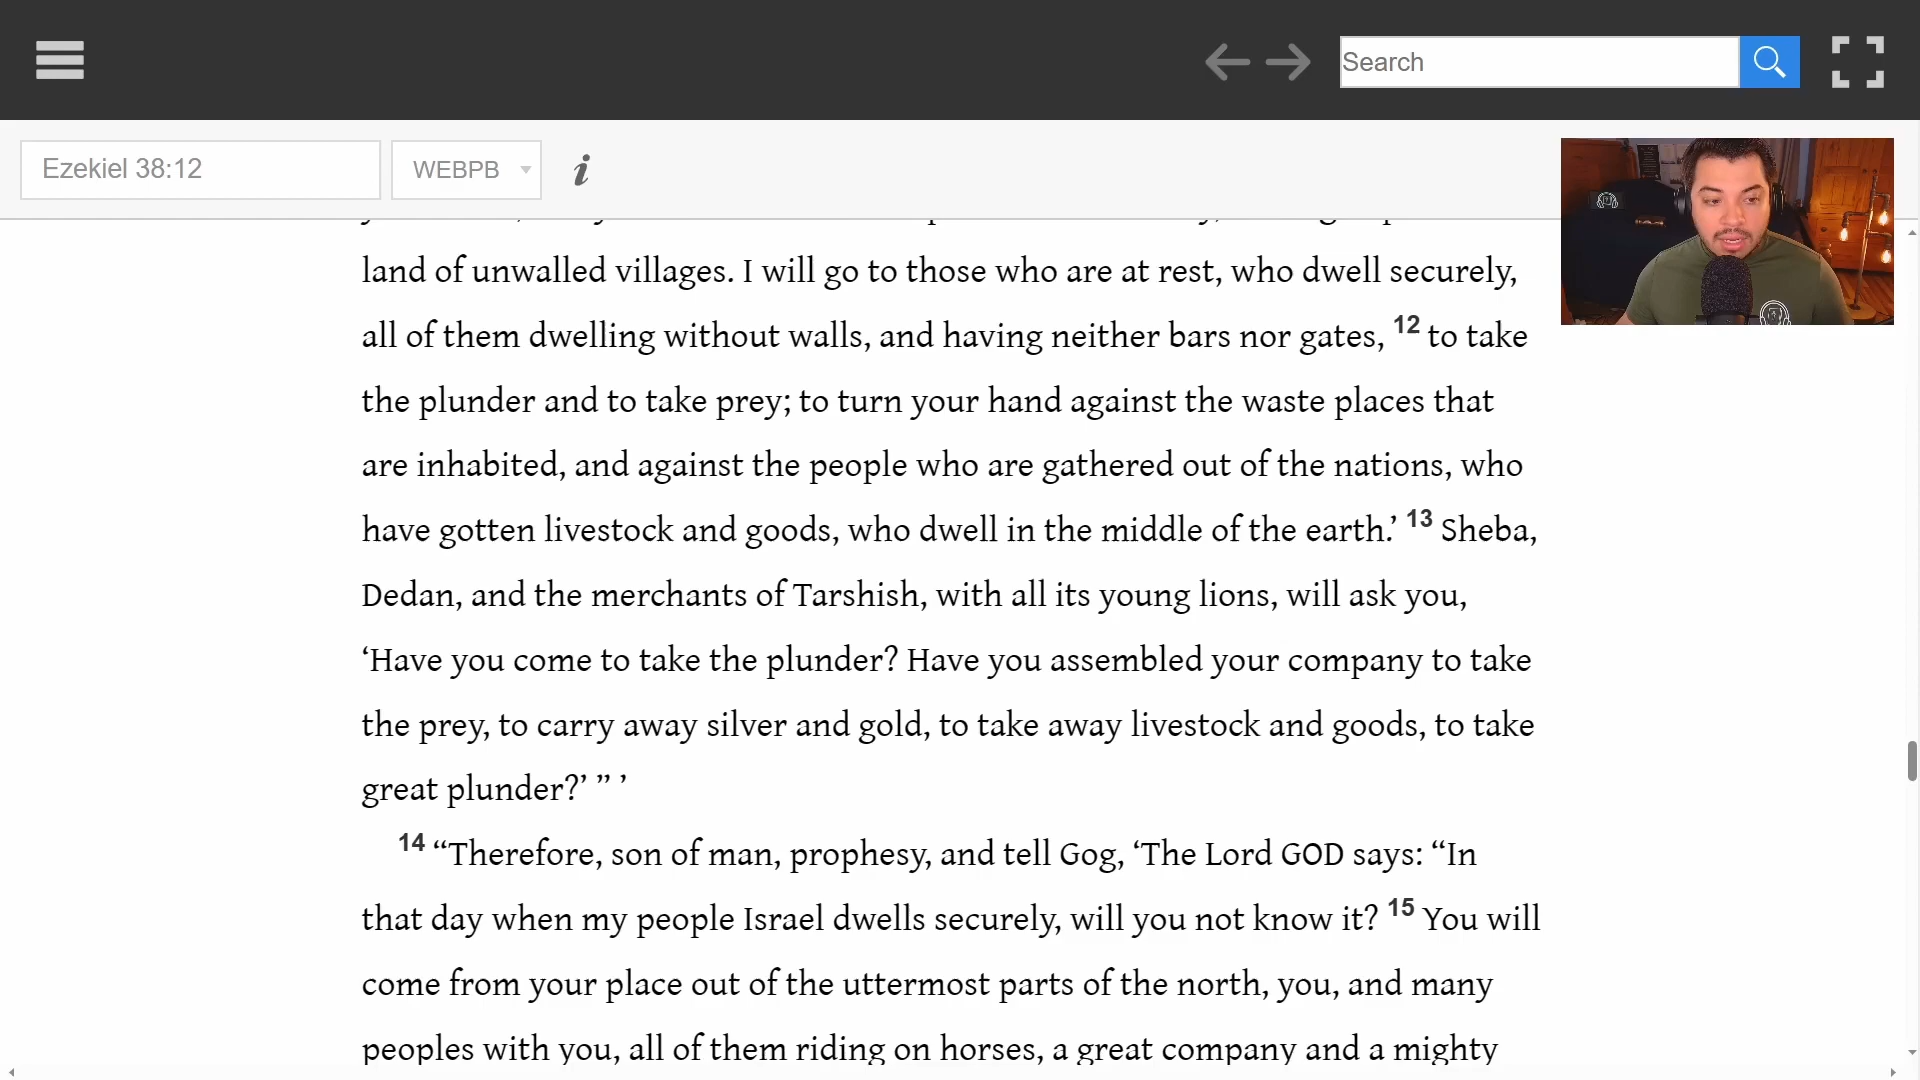 Search
Ezekiel 38:12
WEBPB
i
land of unwalled villages. I will go to those who are at rest, who dwell securely,
all of them dwelling without walls, and having neither bars nor gates, 12 to take
the plunder and to take prey; to turn your hand against the waste places that
are inhabited, and against the people who are gathered out of the nations, who
have gotten livestock and goods, who dwell in the middle of the earth.’ 13 Sheba,
Dedan, and the merchants of Tarshish, with all its young lions, will ask you,
‘Have you come to take the plunder? Have you assembled your company to take
the prey, to carry away silver and gold, to take away livestock and goods, to take
great plunder?’ ” ’
14 “Therefore, son of man, prophesy, and tell Gog, ‘The Lord GOD says: “In
that day when my people Israel dwells securely, will you not know it? 15 You will
come from your place out of the uttermost parts of the north, you, and many
peoples with you, all of them riding on horses, a great company and a mighty